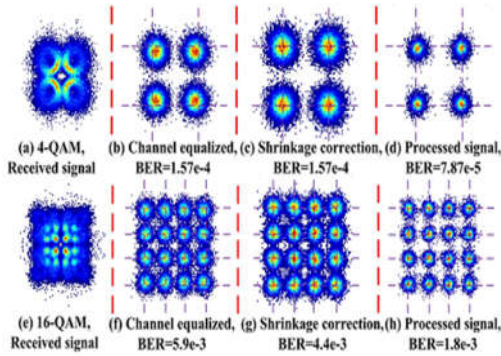 (a) 4-QAM, (b) Channel equalized, (c) Shrinkage correction, (d) Processed signal,
Received signal BER=1.57e-4 BER=1.57e-4 BER=7.87e-5
(e) 16-QAM, (f) Channel equalized, (g) Shrinkage correction, (h) Processed signal,
Received signal BER=5.9e-3 BER=4.4e-3 BER=1.8e-3